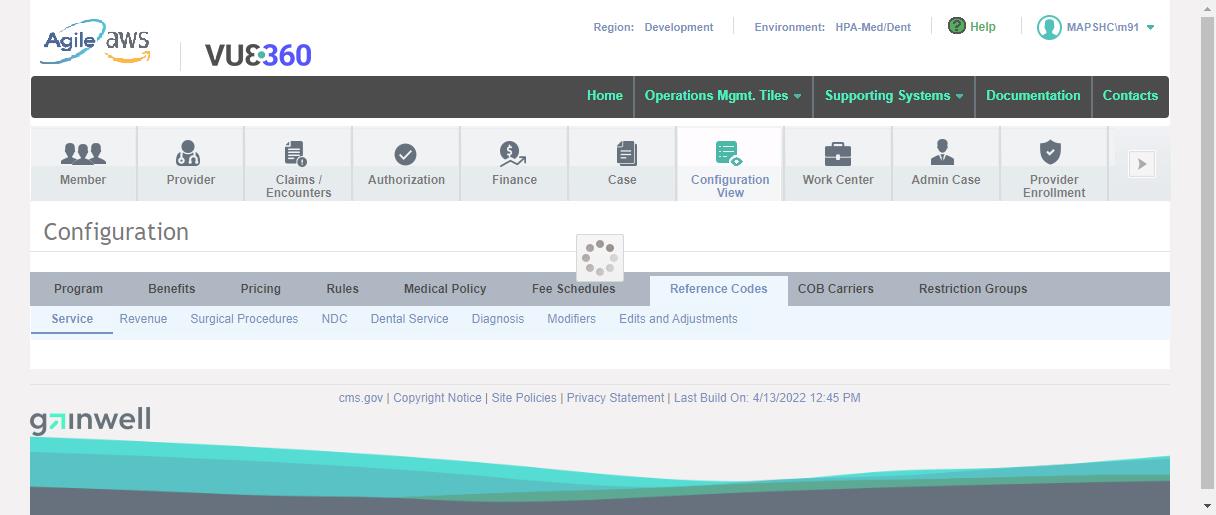 Agile aws
VUE360
Region: Development
Environment: HPA-Med/Dent
? Help
MAPSHC\m91
Home
Operations Mgmt. Tiles
Supporting Systems
Documentation
Contacts
Member
Provider
Claims /
Encounters
Authorization
Finance
Case
Configuration
View
Work Center
Admin Case
Provider
Enrollment
Configuration
Program Benefits Pricing Rules Medical Policy Fee Schedules Reference Codes COB Carriers Restriction Groups
Service Revenue Surgical Procedures NDC Dental Service Diagnosis Modifiers Edits and Adjustments
cms.gov | Copyright Notice | Site Policies | Privacy Statement | Last Build On: 4/13/2022 12:45 PM
gainwell